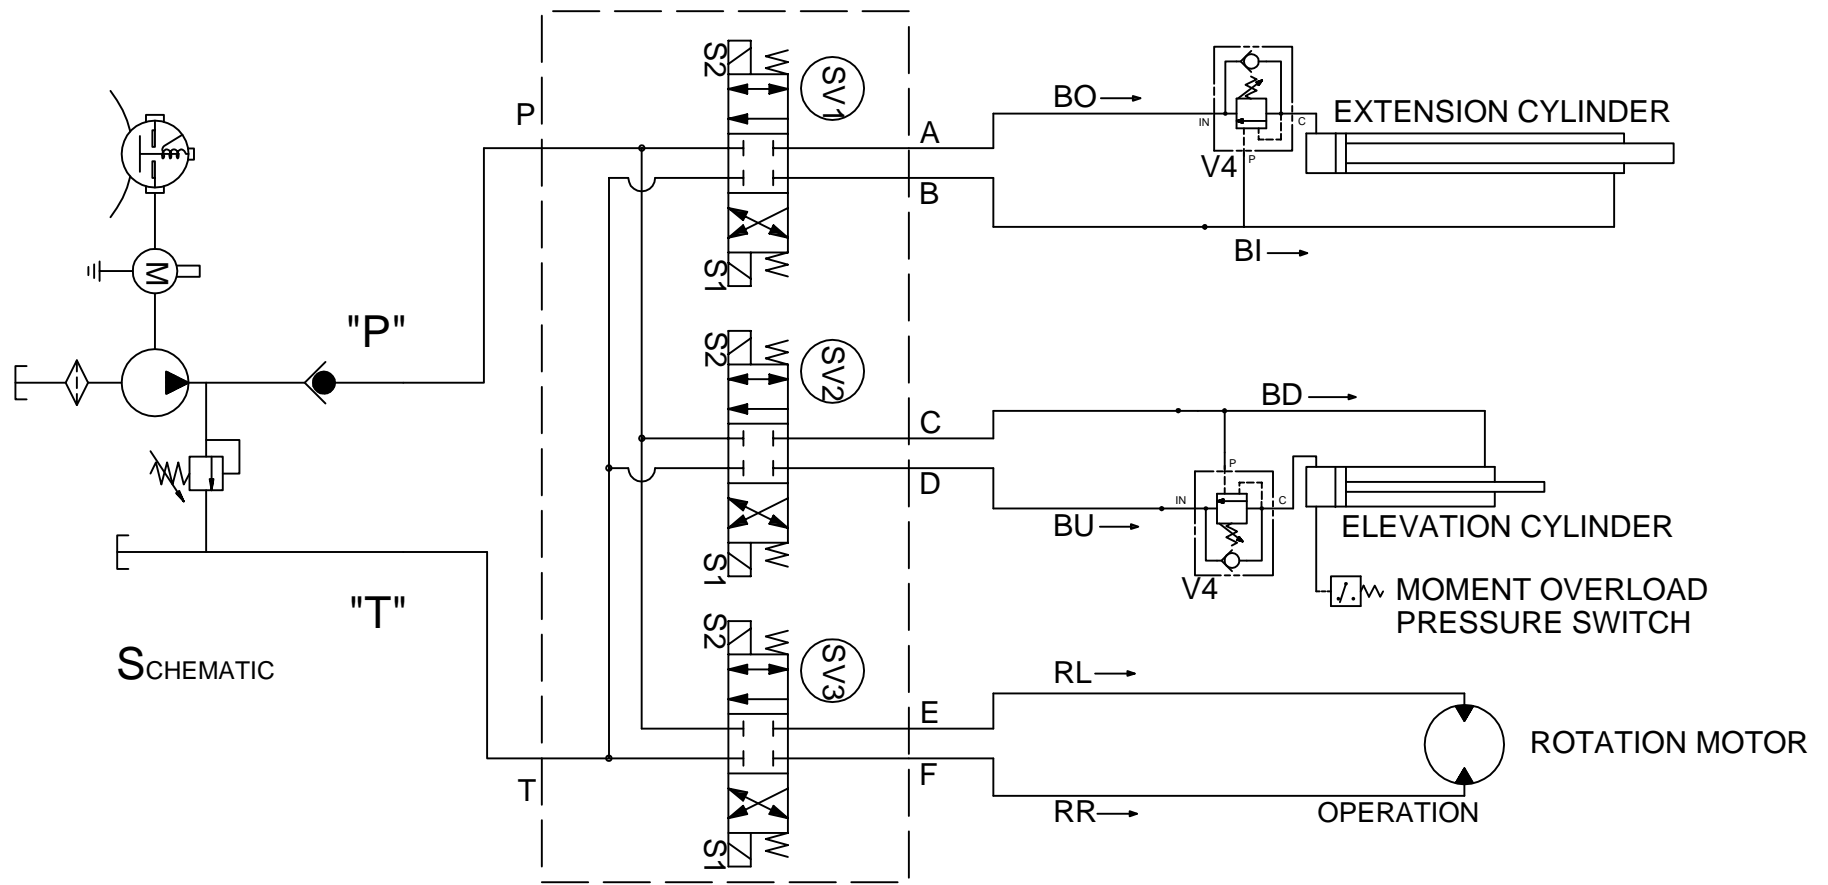 S2
SV1
P
A
B
S1
BO
IN
C
P
V4
EXTENSION CYLINDER
BI
M
"P"
S2
SV2
C
D
S1
BD
P
IN
C
BU
V4
ELEVATION CYLINDER
MOMENT OVERLOAD
PRESSURE SWITCH
"T"
SCHEMATIC
S2
SV3
E
F
T
S1
RL
RR
ROTATION MOTOR
OPERATION